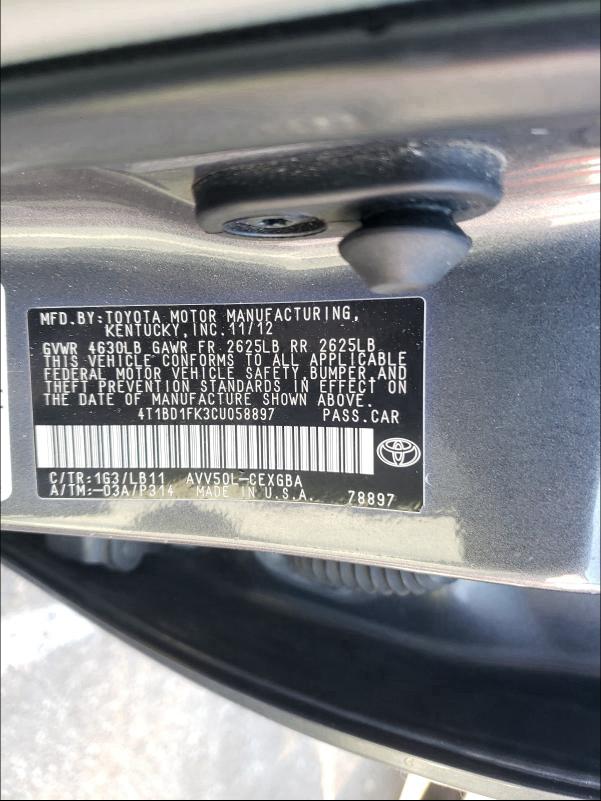 MFD.BY:TOYOTA MOTOR MANUFACTURING,
KENTUCKY,INC.11/12
GVWR 4630LB GAWR FR 2625LB RR 2625LB
THIS VEHICLE CONFORMS TO ALL APPLICABLE
FEDERAL MOTOR VEHICLE SAFETY,BUMPER,AND
THEFT PREVENTION STANDARDS IN EFFECT ON
THE DATE OF MANUFACTURE SHOWN ABOVE.
4T1BD1FK3CU058897 PASS.CAR
C/TR:1G3/LB11 AVV50L-CEXGBA
A/TM:-03A/P314 MADE IN U.S.A. 78897